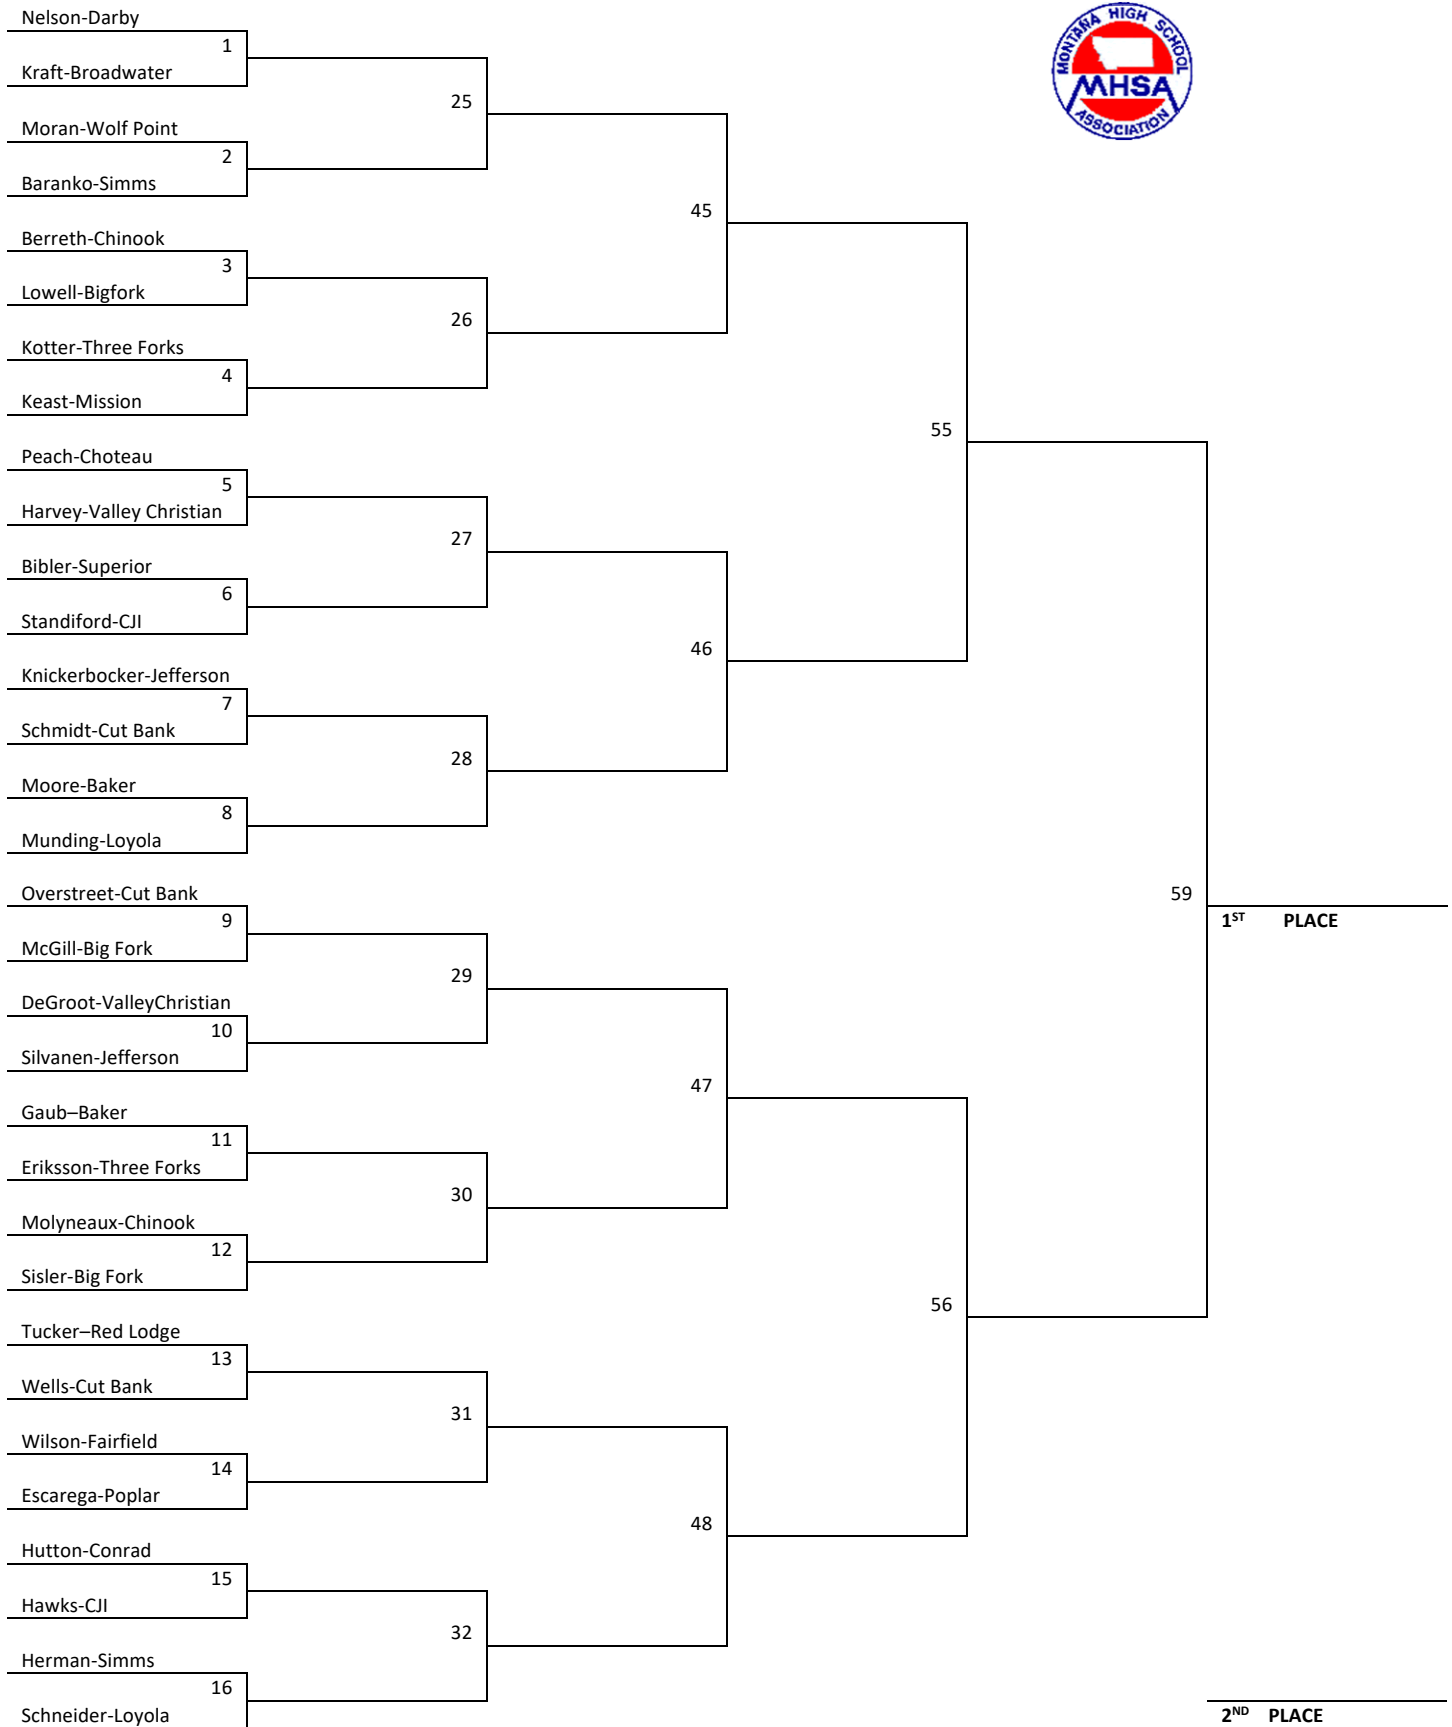 Nelson-Darby
1
Kraft-Broadwater
25
Moran-Wolf Point
2
Baranko-Simms
45
Berreth-Chinook
3
Lowell-Bigfork
26
Kotter-Three Forks
4
Keast-Mission
55
Peach-Choteau
5
Harvey-Valley Christian
27
Bibler-Superior
6
Standiford-CJI
46
Knickerbocker-Jefferson
7
Schmidt-Cut Bank
28
Moore-Baker
8
Munding-Loyola
59
1ST PLACE
Overstreet-Cut Bank
9
McGill-Big Fork
29
DeGroot-ValleyChristian
10
Silvanen-Jefferson
47
Gaub–Baker
11
Eriksson-Three Forks
30
Molyneaux-Chinook
12
Sisler-Big Fork
56
Tucker–Red Lodge
13
Wells-Cut Bank
31
Wilson-Fairfield
14
Escarega-Poplar
48
Hutton-Conrad
15
Hawks-CJI
32
Herman-Simms
16
Schneider-Loyola
2ND PLACE
MONTANA HIGH SCHOOL
MHSA
ASSOCIATION